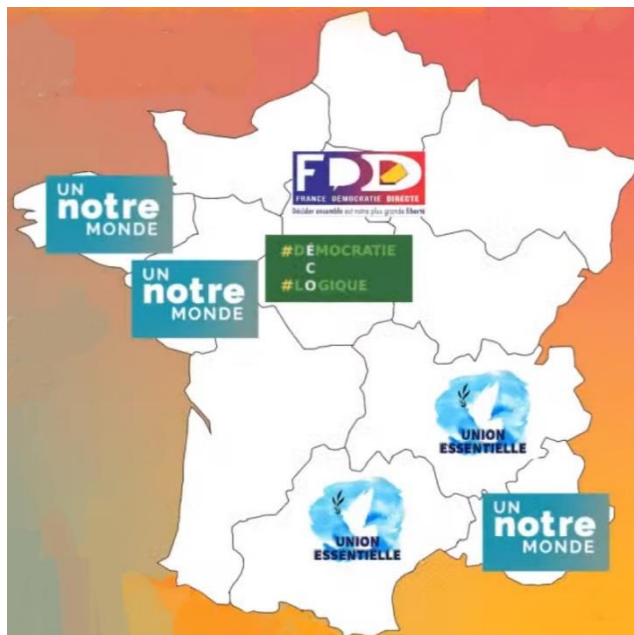 FDD
FRANCE DÉMOCRATIE DIRECTE
Décider ensemble est notre plus grande liberté
UN
notre
MONDE
#DÉMOCRATIE
C
#LOGIQUE
UN
notre
MONDE
UNION
ESSENTIELLE
UNION
ESSENTIELLE
UN
notre
MONDE